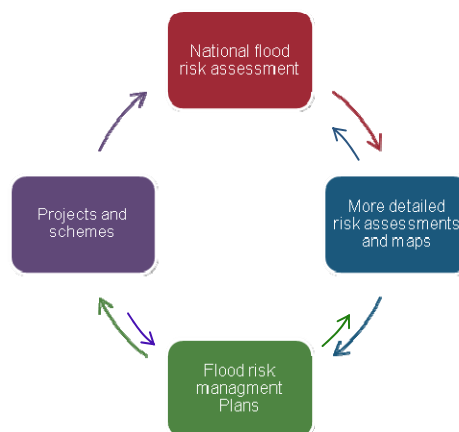 National flood
risk assessment
More detailed
risk assessments
and maps
Flood risk
managment
Plans
Projects and
schemes